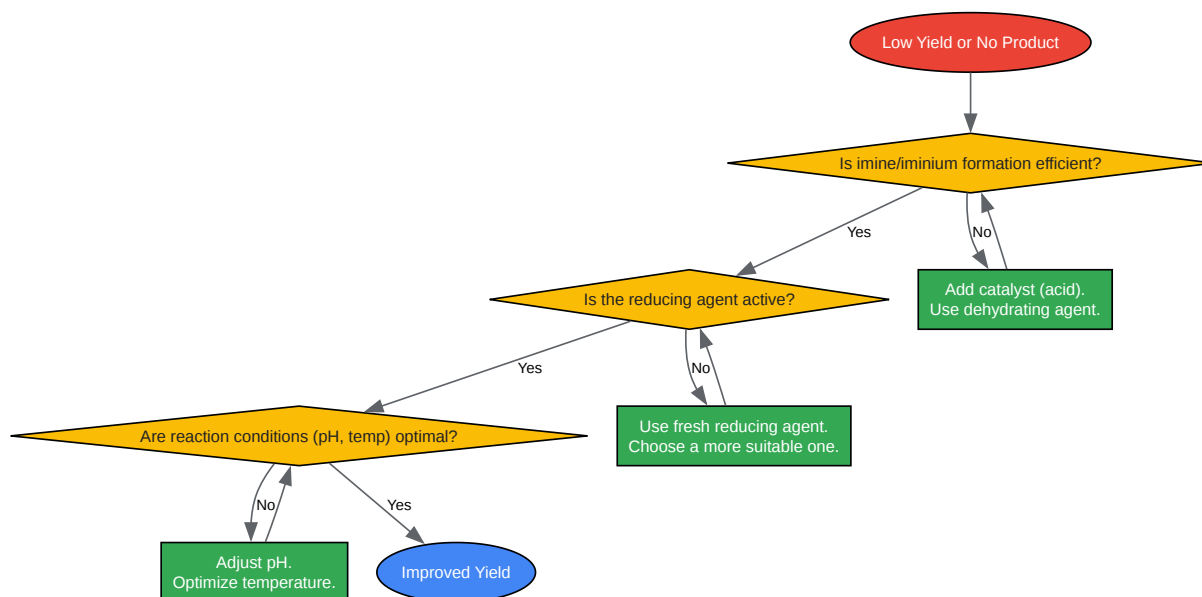 Low Yield or No Product
Is imine/iminium formation efficient?
Yes
No
Add catalyst (acid).
Use dehydrating agent.
Is the reducing agent active?
Yes
No
Use fresh reducing agent.
Choose a more suitable one.
Are reaction conditions (pH, temp) optimal?
No
Yes
Adjust pH.
Optimize temperature.
Improved Yield